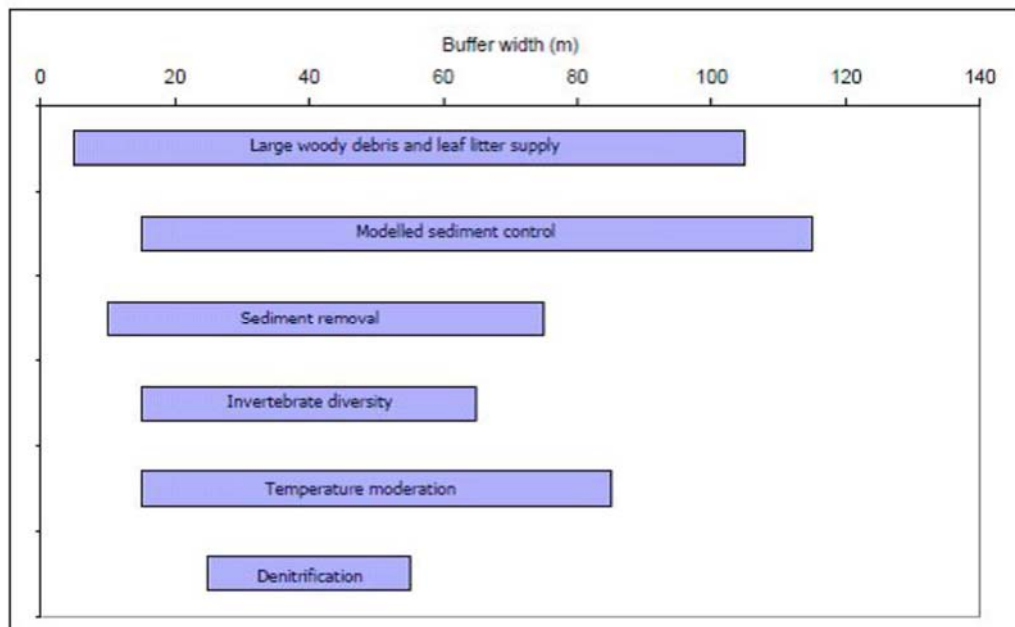 Buffer width (m)
0 20 40 60 80 100 120 140
Large woody debris and leaf litter supply
Modelled sediment control
Sediment removal
Invertebrate diversity
Temperature moderation
Denitrification